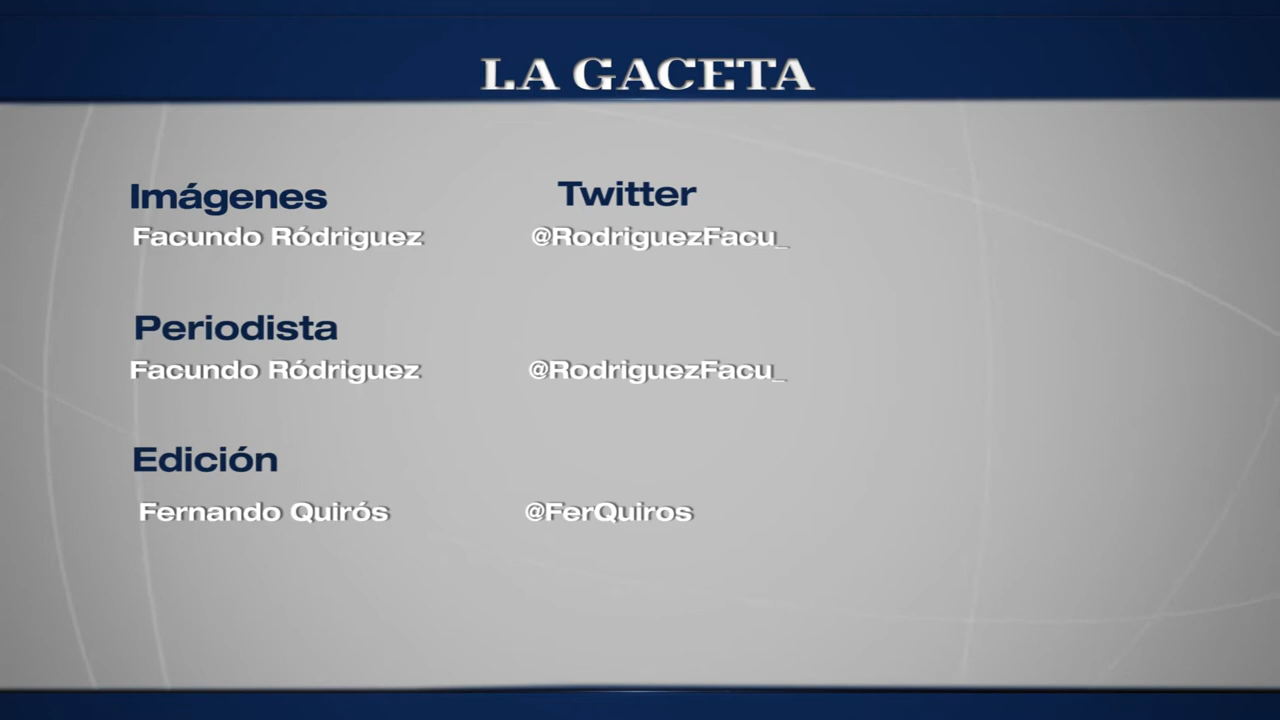 LA GACETA
Imágenes Twitter
Facundo Ródriguez @RodriguezFacu_
Periodista
Facundo Ródriguez @RodriguezFacu_
Edición
Fernando Quirós @FerQuiros